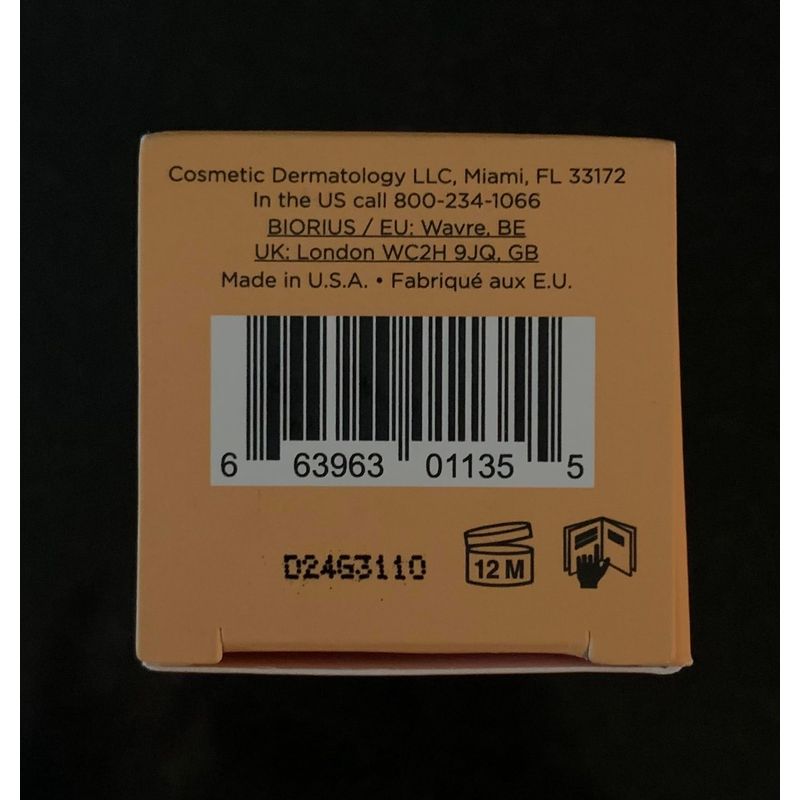 Cosmetic Dermatology LLC, Miami, FL 33172
In the US call 800-234-1066
BIORIUS / EU: Wavre, BE
UK: London WC2H 9JQ, GB
Made in U.S.A. • Fabriqué aux E.U.
6 63963 01135 5
D24G3110
12 M